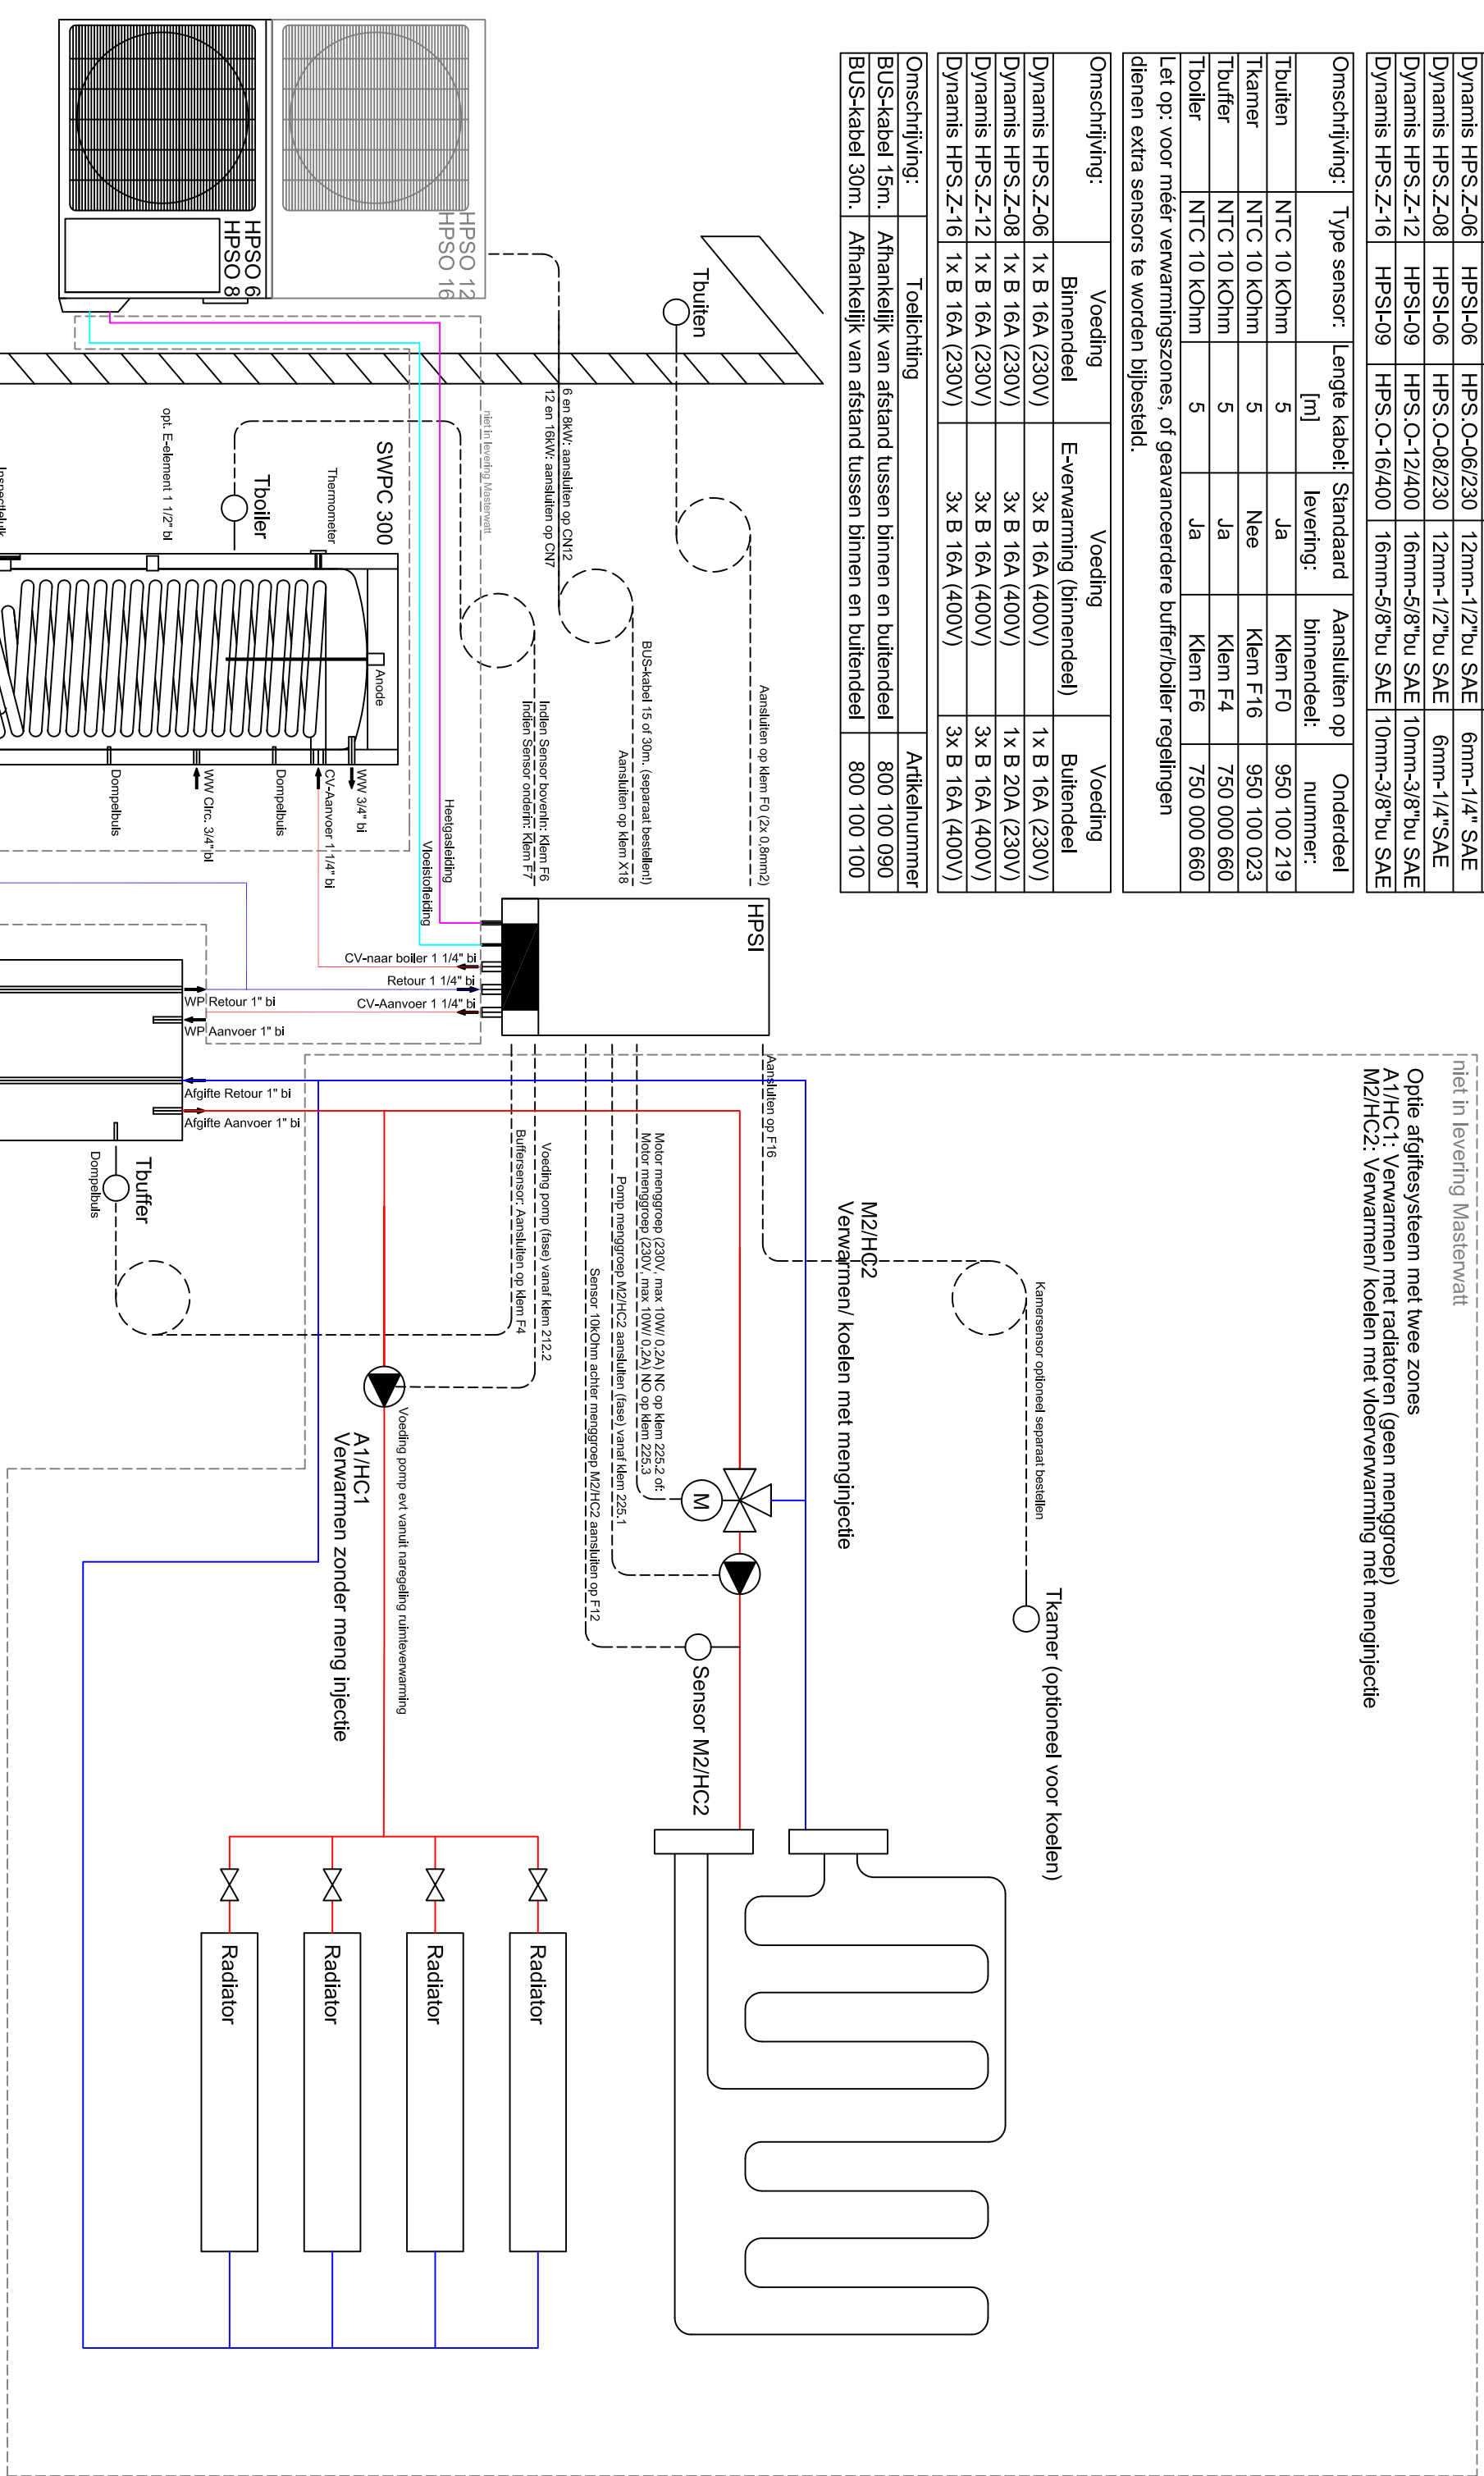 Dynamis HPS.Z-06 HPSI-06 HPS.O-06/230 12mm-1/2"bu SAE 6mm-1/4" SAE
Dynamis HPS.Z-08 HPSI-06 HPS.O-08/230 12mm-1/2"bu SAE 6mm-1/4"SAE
Dynamis HPS.Z-12 HPSI-09 HPS.O-12/400 16mm-5/8"bu SAE 10mm-3/8"bu SAE
Dynamis HPS.Z-16 HPSI-09 HPS.O-16/400 16mm-5/8"bu SAE 10mm-3/8"bu SAE
Omschrijving: Type sensor: Lengte kabel: Standaard Aansluiten op Onderdeel
[m] levering: binnendeel: nummer:
Tbuiten NTC 10 kOhm 5 Ja Klem F0 950 100 219
Tkamer NTC 10 kOhm 5 Nee Klem F16 950 100 023
Tbuffer NTC 10 kOhm 5 Ja Klem F4 750 000 660
Tboiler NTC 10 kOhm 5 Ja Klem F6 750 000 660
Let op: voor méér verwarmingszones, of geavanceerdere buffer/boiler regelingen
dienen extra sensors te worden bijbesteld.
Omschrijving: Voeding Voeding Voeding
Binnendeel E-verwarming (binnendeel) Buitendeel
Dynamis HPS.Z-06 1x B 16A (230V) 3x B 16A (400V) 1x B 16A (230V)
Dynamis HPS.Z-08 1x B 16A (230V) 3x B 16A (400V) 1x B 20A (230V)
Dynamis HPS.Z-12 1x B 16A (230V) 3x B 16A (400V) 3x B 16A (400V)
Dynamis HPS.Z-16 1x B 16A (230V) 3x B 16A (400V) 3x B 16A (400V)
Omschrijving: Toelichting Artikelnummer
BUS-kabel 15m. Afhankelijk van afstand tussen binnen en buitendeel 800 100 090
BUS-kabel 30m. Afhankelijk van afstand tussen binnen en buitendeel 800 100 100
niet in levering Masterwatt
Optie afgiftesysteem met twee zones
A1/HC1: Verwarmen met radiatoren (geen menggroep)
M2/HC2: Verwarmen/ koelen met vloerverwarming met menginjectie
Tbuiten
Aansluiten op klem F0 (2x 0,8mm2)
HPSI
Aansluiten op F16
Kamersensor optioneel separaat bestellen
Tkamer (optioneel voor koelen)
M2/HC2
Verwarmen/ koelen met menginjectie
BUS-kabel 15 of 30m. (separaat bestellen!)
Aansluiten op klem X18
6 en 8kW: aansluiten op CN12
12 en 16kW: aansluiten op CN7
Motor menggroep (230V, max 10W/ 0,2A) NC op klem 225.2 of:
Motor menggroep (230V, max 10W/ 0,2A) NO op klem 225.3
M
Pomp menggroep M2/HC2 aansluiten (fase) vanaf klem 225.1
Sensor 10kOhm achter menggroep M2/HC2 aansluiten op F12
Sensor M2/HC2
Indien Sensor bovenin: Klem F6
Indien Sensor onderin: Klem F7
Voeding pomp (fase) vanaf klem 212.2
Buffersensor: Aansluiten op klem F4
HPSO 12
HPSO 16
HPSO 6
HPSO 8
niet in levering Masterwatt
Heetgasleiding
Vloeistofleiding
CV-naar boiler 1 1/4" bi
Retour 1 1/4" bi
CV-Aanvoer 1 1/4" bi
SWPC 300
Thermometer
Tboiler
opt. E-element 1 1/2" bi
Anode
WW 3/4" bi
CV-Aanvoer 1 1/4" bi
Dompelbuis
WW Circ. 3/4" bi
Dompelbuis
WP Retour 1" bi
WP Aanvoer 1" bi
Afgifte Retour 1" bi
Afgifte Aanvoer 1" bi
Tbuffer
Dompelbuis
Voeding pomp evt vanuit naregeling ruimteverwarming
A1/HC1
Verwarmen zonder meng injectie
Radiator
Radiator
Radiator
Radiator